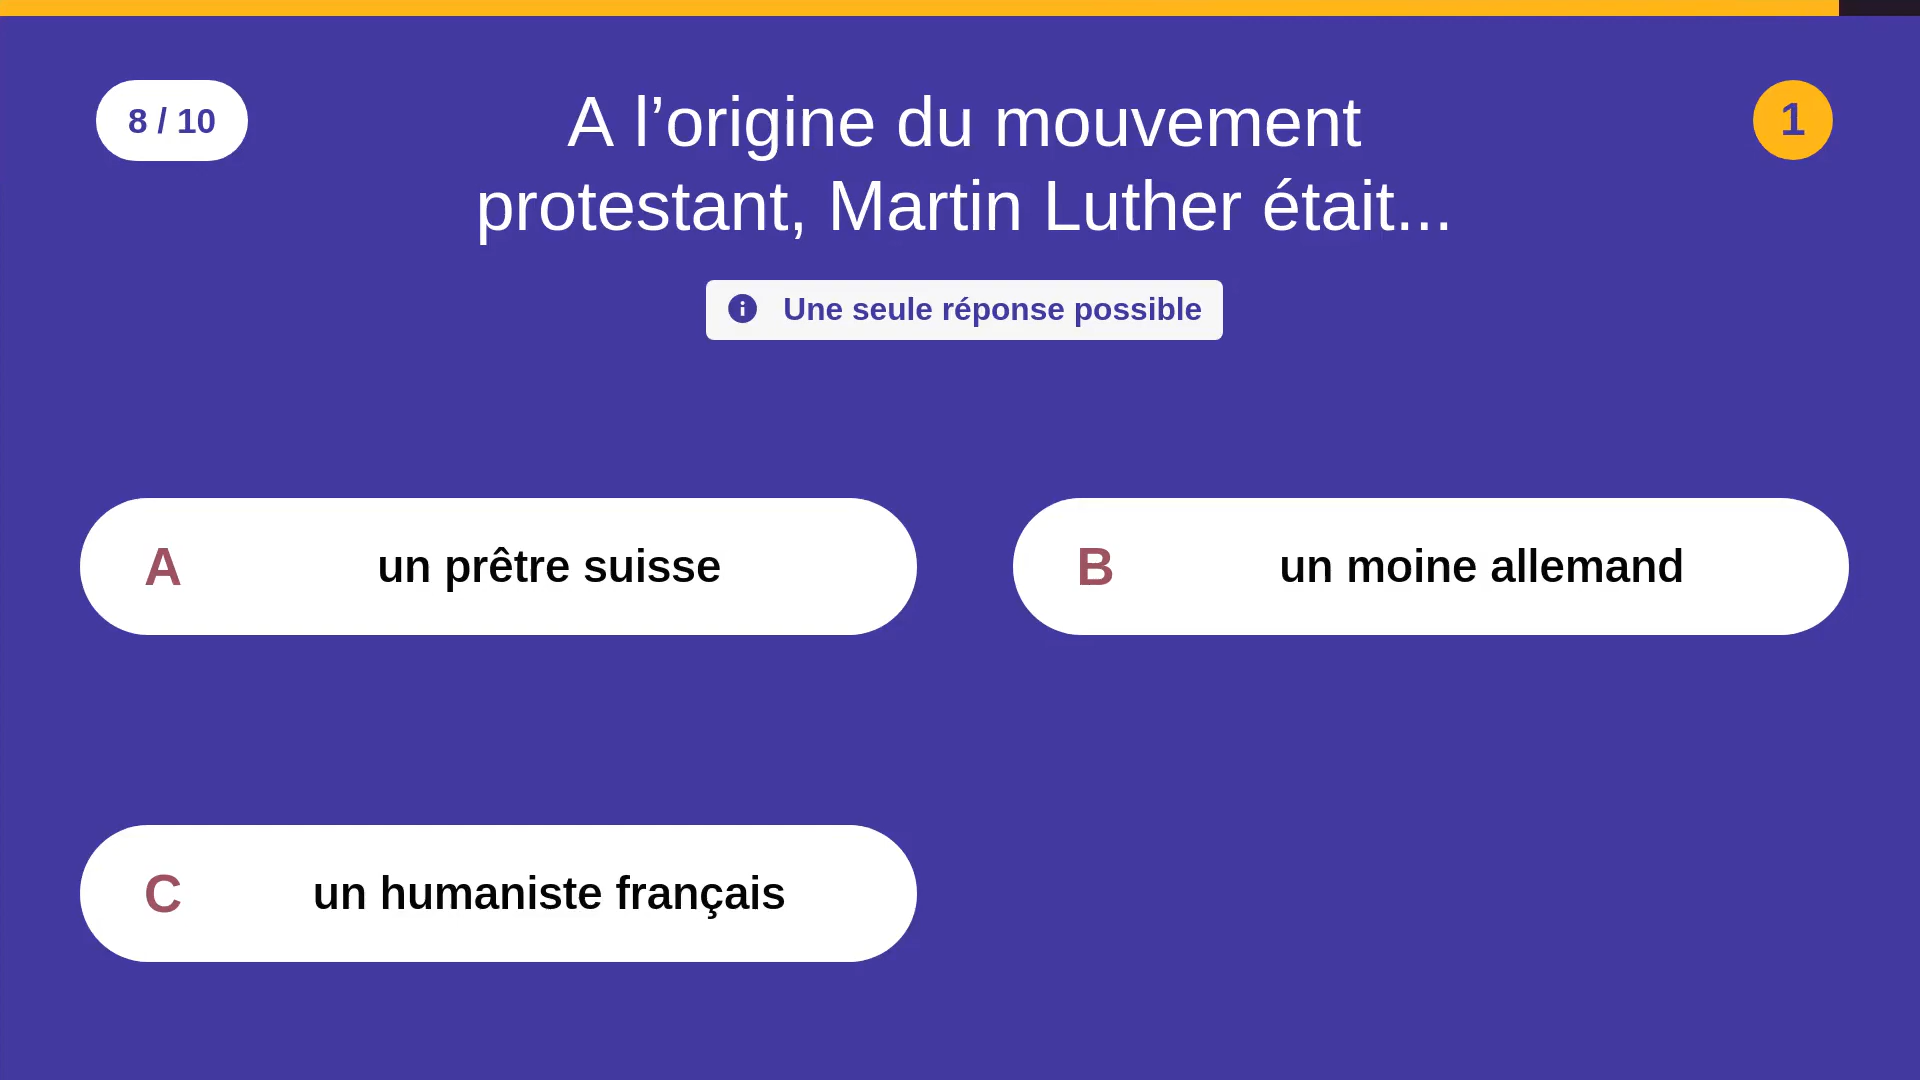 8 / 10
A l’origine du mouvement
protestant, Martin Luther était...
1
Une seule réponse possible
A un prêtre suisse
B un moine allemand
C un humaniste français